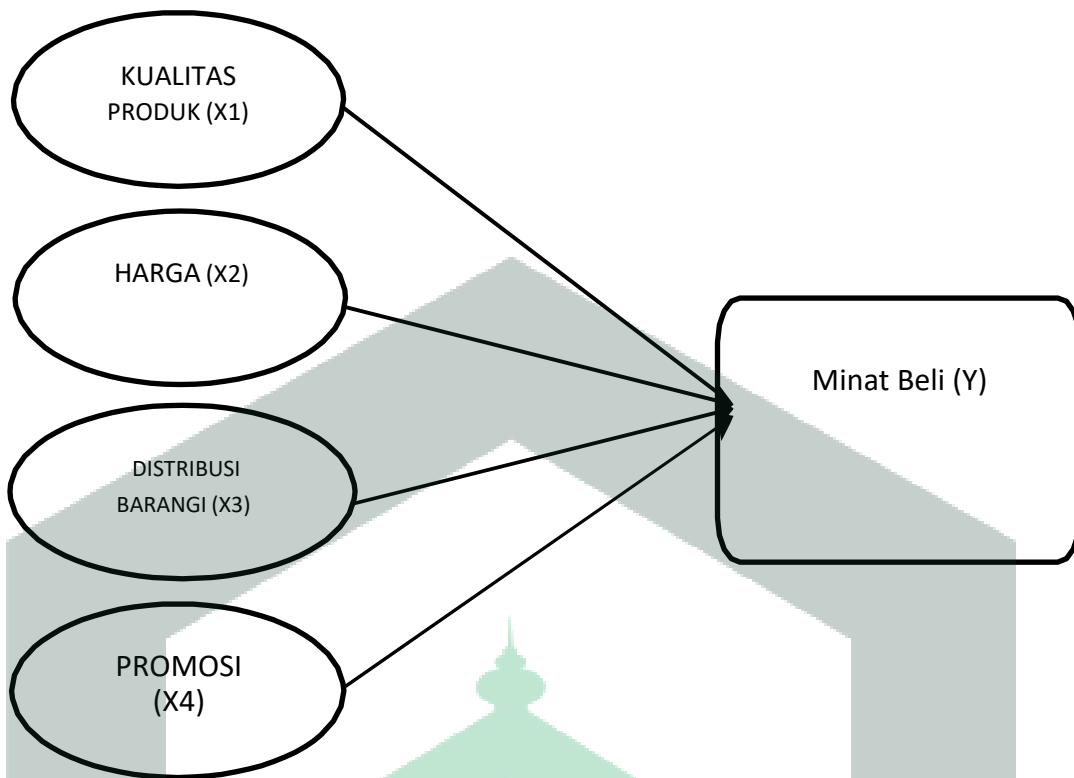 KUALITAS
PRODUK (X1)
HARGA (X2)
Minat Beli (Y)
DISTRIBUSI
BARANGI (X3)
PROMOSI
(X4)